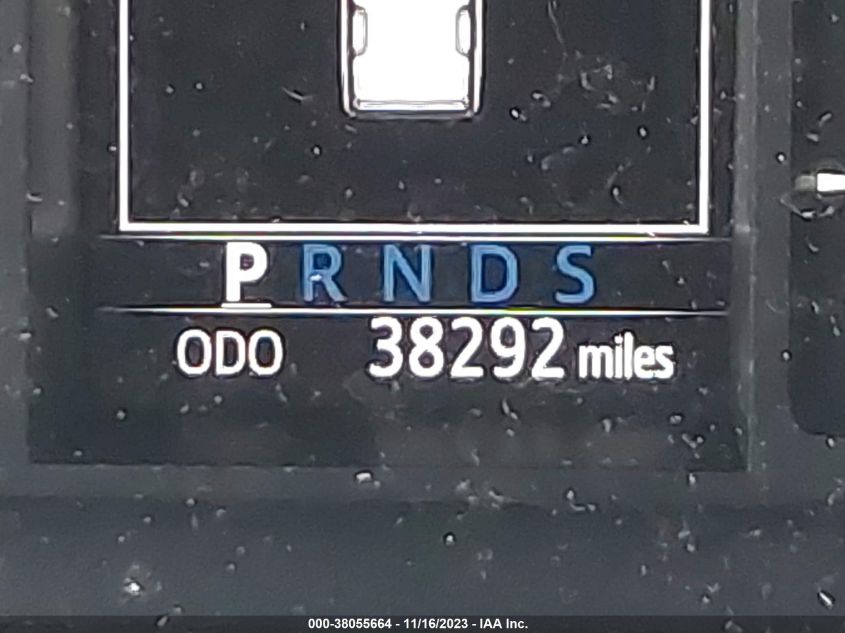 P R N D S
ODO 38292 miles
000-38055664 - 11/16/2023 - IAA Inc.